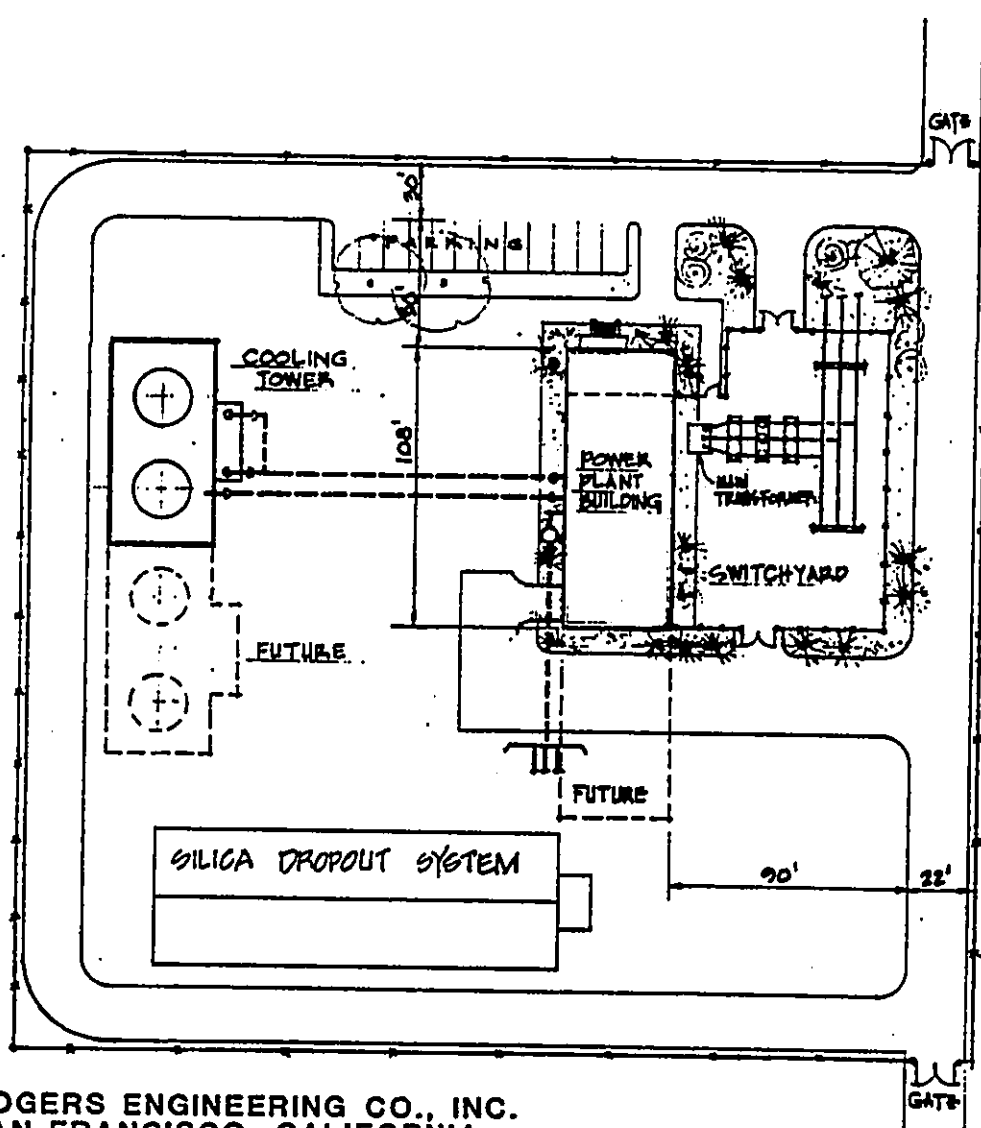 GATE
PARKING
COOLING
TOWER
108'
POWER
PLANT
BUILDING
MAIN
TRANSFORMER
SWITCHYARD
FUTURE
FUTURE
SILICA DROPOUT SYSTEM
90'
22'
OGERS ENGINEERING CO., INC.
AN FRANCISCO, CALIFORNIA
GATE